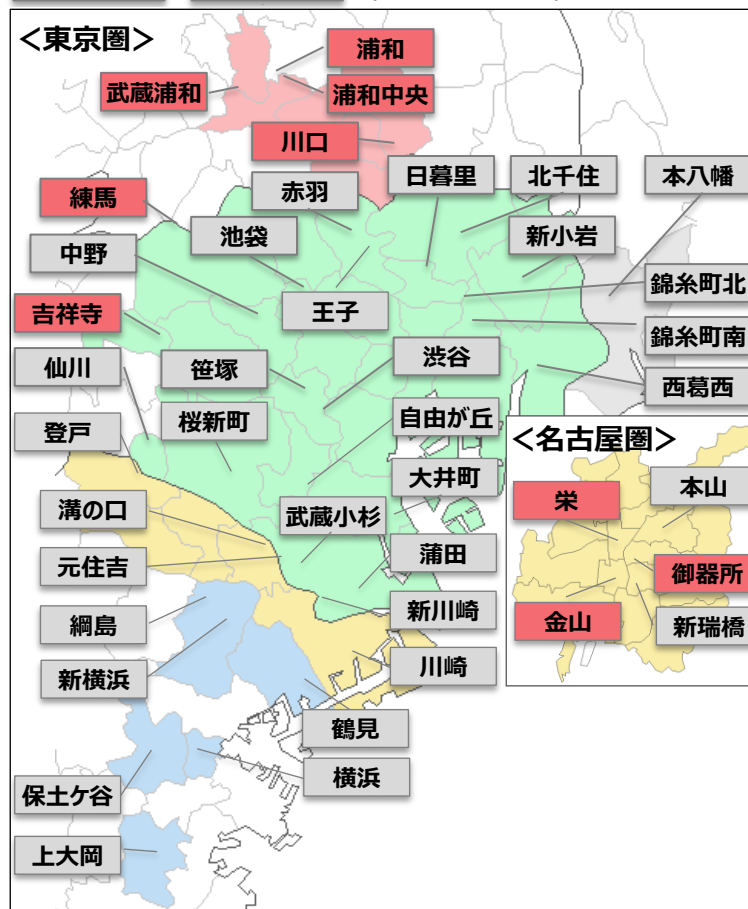 ＜東京圏＞
浦和
武蔵浦和
浦和中央
川口
日暮里
北千住
本八幡
赤羽
練馬
池袋
新小岩
中野
錦糸町北
王子
吉祥寺
錦糸町南
渋谷
仙川
笹塚
西葛西
桜新町
自由が丘
登戸
＜名古屋圏＞
大井町
本山
栄
溝の口
武蔵小杉
蒲田
御器所
元住吉
新川崎
金山
新瑞橋
綱島
川崎
新横浜
鶴見
横浜
保土ケ谷
上大岡